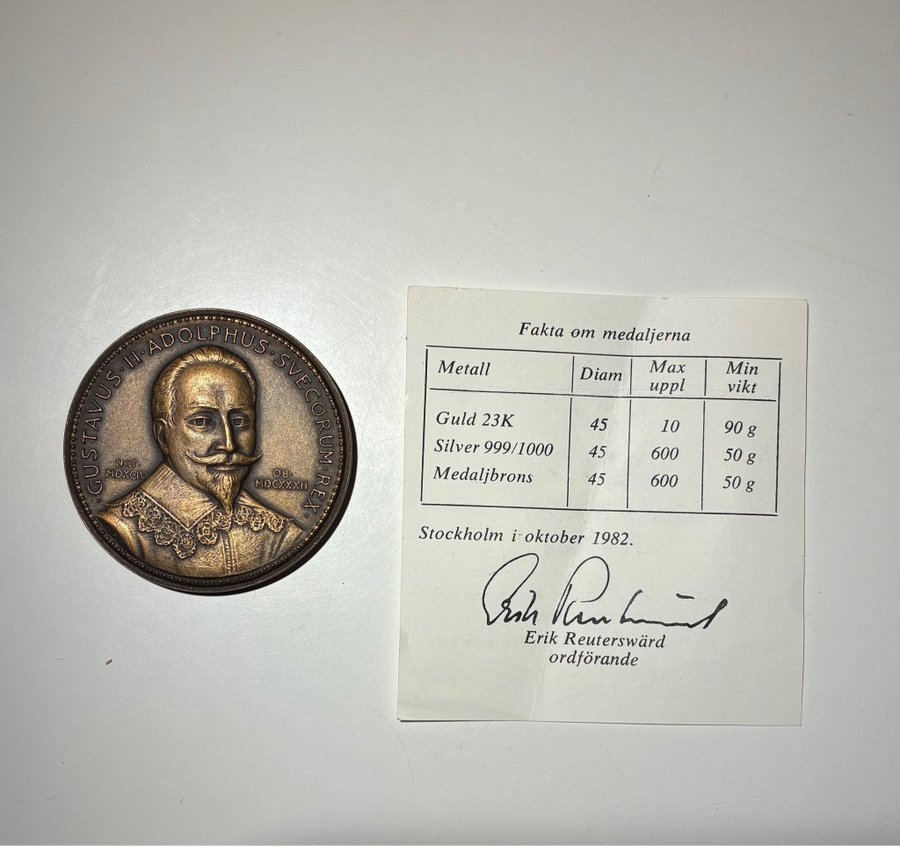 GUSTAVUS·II·ADOLPHUS·SVECORUM·REX·
NAT.
MDXCIV
OB.
MDCXXXII
Fakta om medaljerna
Metall Diam Max uppl Min vikt
Guld 23K 45 10 90 g
Silver 999/1000 45 600 50 g
Medaljbrons 45 600 50 g
Stockholm i oktober 1982.
Erik Reuterswärd
Erik Reuterswärd
ordförande